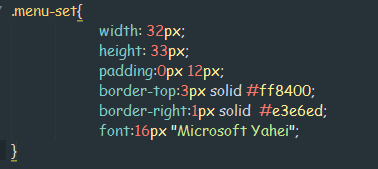 .menu-set{
width: 32px;
height: 33px;
padding:0px 12px;
border-top:3px solid #ff8400;
border-right:1px solid #e3e6ed;
font:16px "Microsoft Yahei";
}